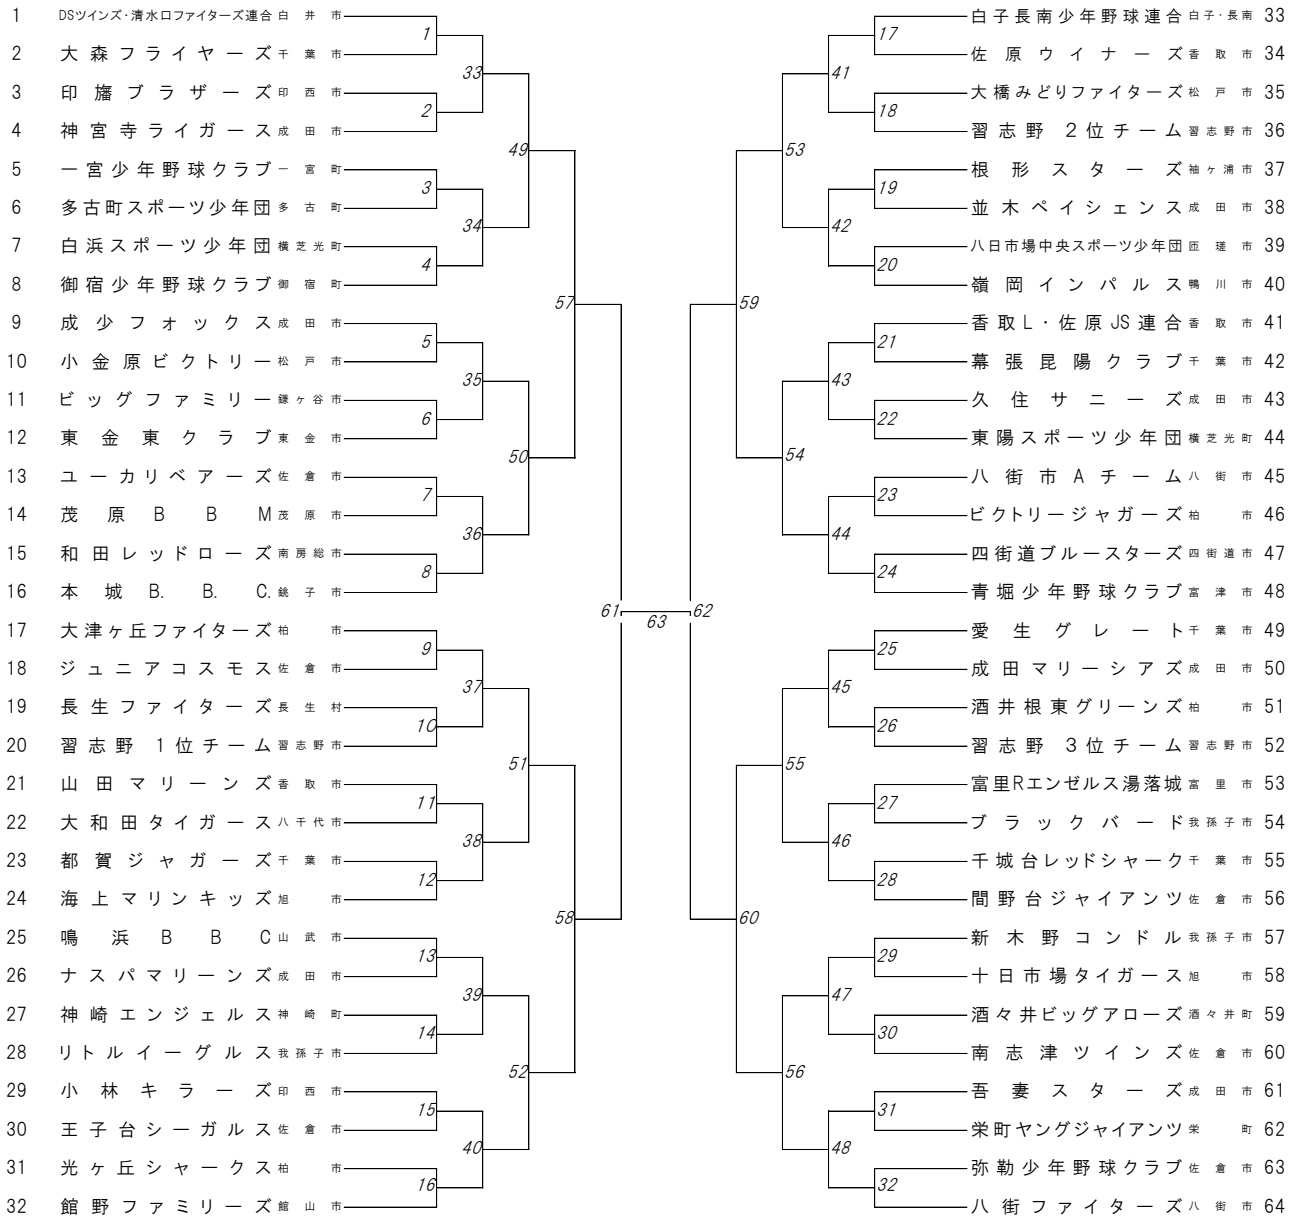 1 DSツインズ・清水口ファイターズ連合 白井市
2 大森フライヤーズ 千葉市
3 印旛ブラザーズ 印西市
4 神宮寺ライガース 成田市
5 一宮少年野球クラブ 一宮町
6 多古町スポーツ少年団 多古町
7 白浜スポーツ少年団 横芝光町
8 御宿少年野球クラブ 御宿町
9 成少フォックス 成田市
10 小金原ビクトリー 松戸市
11 ビッグファミリー 鎌ヶ谷市
12 東金東クラブ 東金市
13 ユーカリベアーズ 佐倉市
14 茂原BBM 茂原市
15 和田レッドローズ 南房総市
16 本城B.B.C. 銚子市
17 大津ヶ丘ファイターズ 柏市
18 ジュニアコスモス 佐倉市
19 長生ファイターズ 長生村
20 習志野 1位チーム 習志野市
21 山田マリーンズ 香取市
22 大和田タイガース 八千代市
23 都賀ジャガーズ 千葉市
24 海上マリンキッズ 旭市
25 鳴浜BBC 山武市
26 ナスパマリーンズ 成田市
27 神崎エンジェルス 神崎町
28 リトルイーグルス 我孫子市
29 小林キラーズ 印西市
30 王子台シーガルス 佐倉市
31 光ヶ丘シャークス 柏市
32 館野ファミリーズ 館山市
1
2
3
4
5
6
7
8
9
10
11
12
13
14
15
16
33
34
35
36
37
38
39
40
49
50
51
52
57
58
61
63
62
59
60
53
54
55
56
41
42
43
44
45
46
47
48
17
18
19
20
21
22
23
24
25
26
27
28
29
30
31
32
白子長南少年野球連合 白子・長南 33
佐原ウイナーズ 香取市 34
大橋みどりファイターズ 松戸市 35
習志野 2位チーム 習志野市 36
根形スターズ 袖ヶ浦市 37
並木ペイシェンス 成田市 38
八日市場中央スポーツ少年団 匝瑳市 39
嶺岡インパルス 鴨川市 40
香取L・佐原JS連合 香取市 41
幕張昆陽クラブ 千葉市 42
久住サニーズ 成田市 43
東陽スポーツ少年団 横芝光町 44
八街市Aチーム 八街市 45
ビクトリージャガーズ 柏市 46
四街道ブルースターズ 四街道市 47
青堀少年野球クラブ 富津市 48
愛生グレート 千葉市 49
成田マリーシアズ 成田市 50
酒井根東グリーンズ 柏市 51
習志野 3位チーム 習志野市 52
富里Rエンゼルス湯落城 富里市 53
ブラックバード 我孫子市 54
千城台レッドシャーク 千葉市 55
間野台ジャイアンツ 佐倉市 56
新木野コンドル 我孫子市 57
十日市場タイガース 旭市 58
酒々井ビッグアローズ 酒々井町 59
南志津ツインズ 佐倉市 60
吾妻スターズ 成田市 61
栄町ヤングジャイアンツ 栄町 62
弥勒少年野球クラブ 佐倉市 63
八街ファイターズ 八街市 64